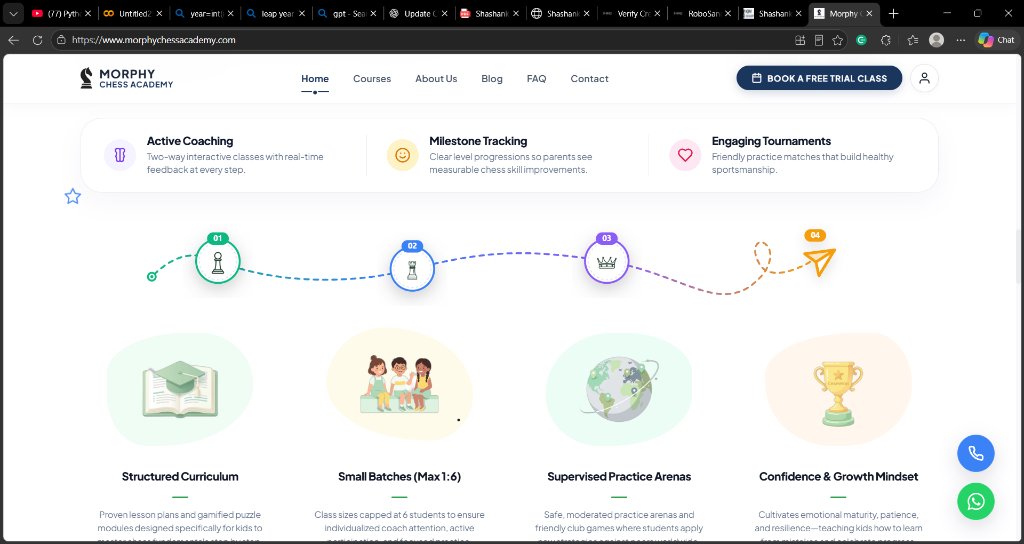 (77) Pyth
Untitled2
year=int(
leap year
gpt - Sea
Update C
Shashank
Shashank
Verify Cre
RoboSan
Shashank
Morphy C
https://www.morphychessacademy.com
Chat
MORPHY
CHESS ACADEMY
Home
Courses
About Us
Blog
FAQ
Contact
BOOK A FREE TRIAL CLASS
Active Coaching
Two-way interactive classes with real-time
feedback at every step.
Milestone Tracking
Clear level progressions so parents see
measurable chess skill improvements.
Engaging Tournaments
Friendly practice matches that build healthy
sportsmanship.
01
02
03
04
Structured Curriculum
Proven lesson plans and gamified puzzle
modules designed specifically for kids to
Small Batches (Max 1:6)
Class sizes capped at 6 students to ensure
individualized coach attention, active
Supervised Practice Arenas
Safe, moderated practice arenas and
friendly club games where students apply
Confidence & Growth Mindset
Cultivates emotional maturity, patience,
and resilience—teaching kids how to learn